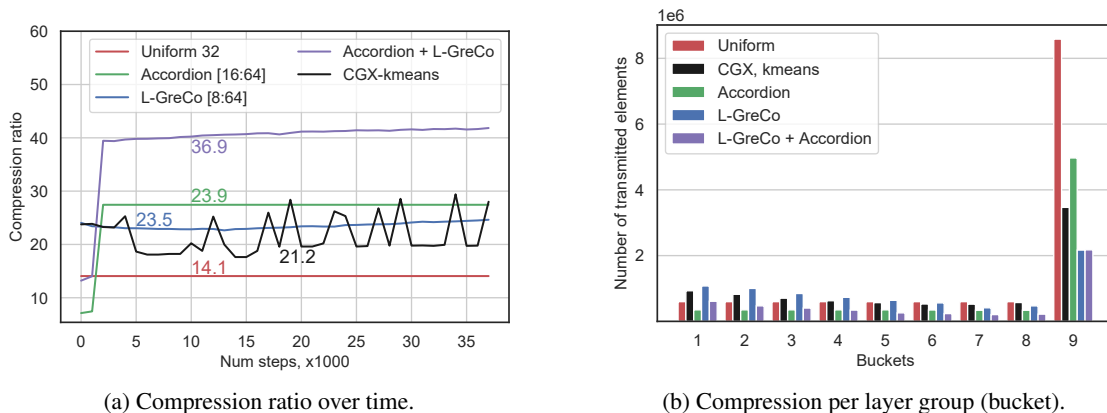 60
50
40
30
20
10
Compression ratio
Uniform 32
Accordion [16:64]
L-GreCo [8:64]
Accordion + L-GreCo
CGX-kmeans
36.9
23.9
23.5
21.2
14.1
0 5 10 15 20 25 30 35
Num steps, x1000
(a) Compression ratio over time.
1e6
8
6
4
2
0
Number of transmitted elements
Uniform
CGX, kmeans
Accordion
L-GreCo
L-GreCo + Accordion
1 2 3 4 5 6 7 8 9
Buckets
(b) Compression per layer group (bucket).